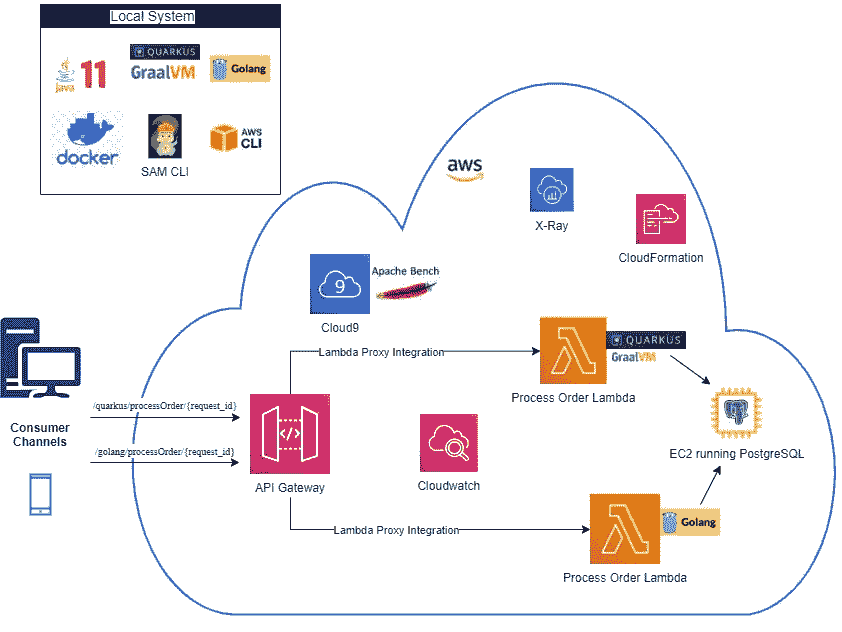 Local System
Java
11
QUARKUS
GraalVM
Golang
docker
SAM CLI
AWS
CLI
aws
X-Ray
CloudFormation
9
Apache Bench
Cloud9
Lambda Proxy Integration
QUARKUS
GraalVM
Process Order Lambda
/quarkus/processOrder/{request_id}
Consumer
Channels
/golang/processOrder/{request_id}
EC2 running PostgreSQL
API Gateway
Cloudwatch
Lambda Proxy Integration
Golang
Process Order Lambda